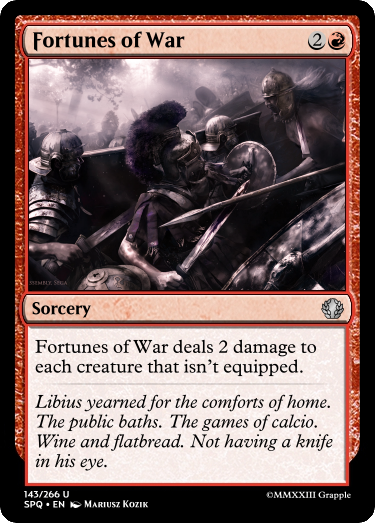 Fortunes of War 2
Sorcery
Fortunes of War deals 2 damage to
each creature that isn't equipped.
Libius yearned for the comforts of home.
The public baths. The games of calcio.
Wine and flatbread. Not having a knife
in his eye.
143/266 U
SPQ • EN Mariusz Kozik
©MMXXIII Grapple